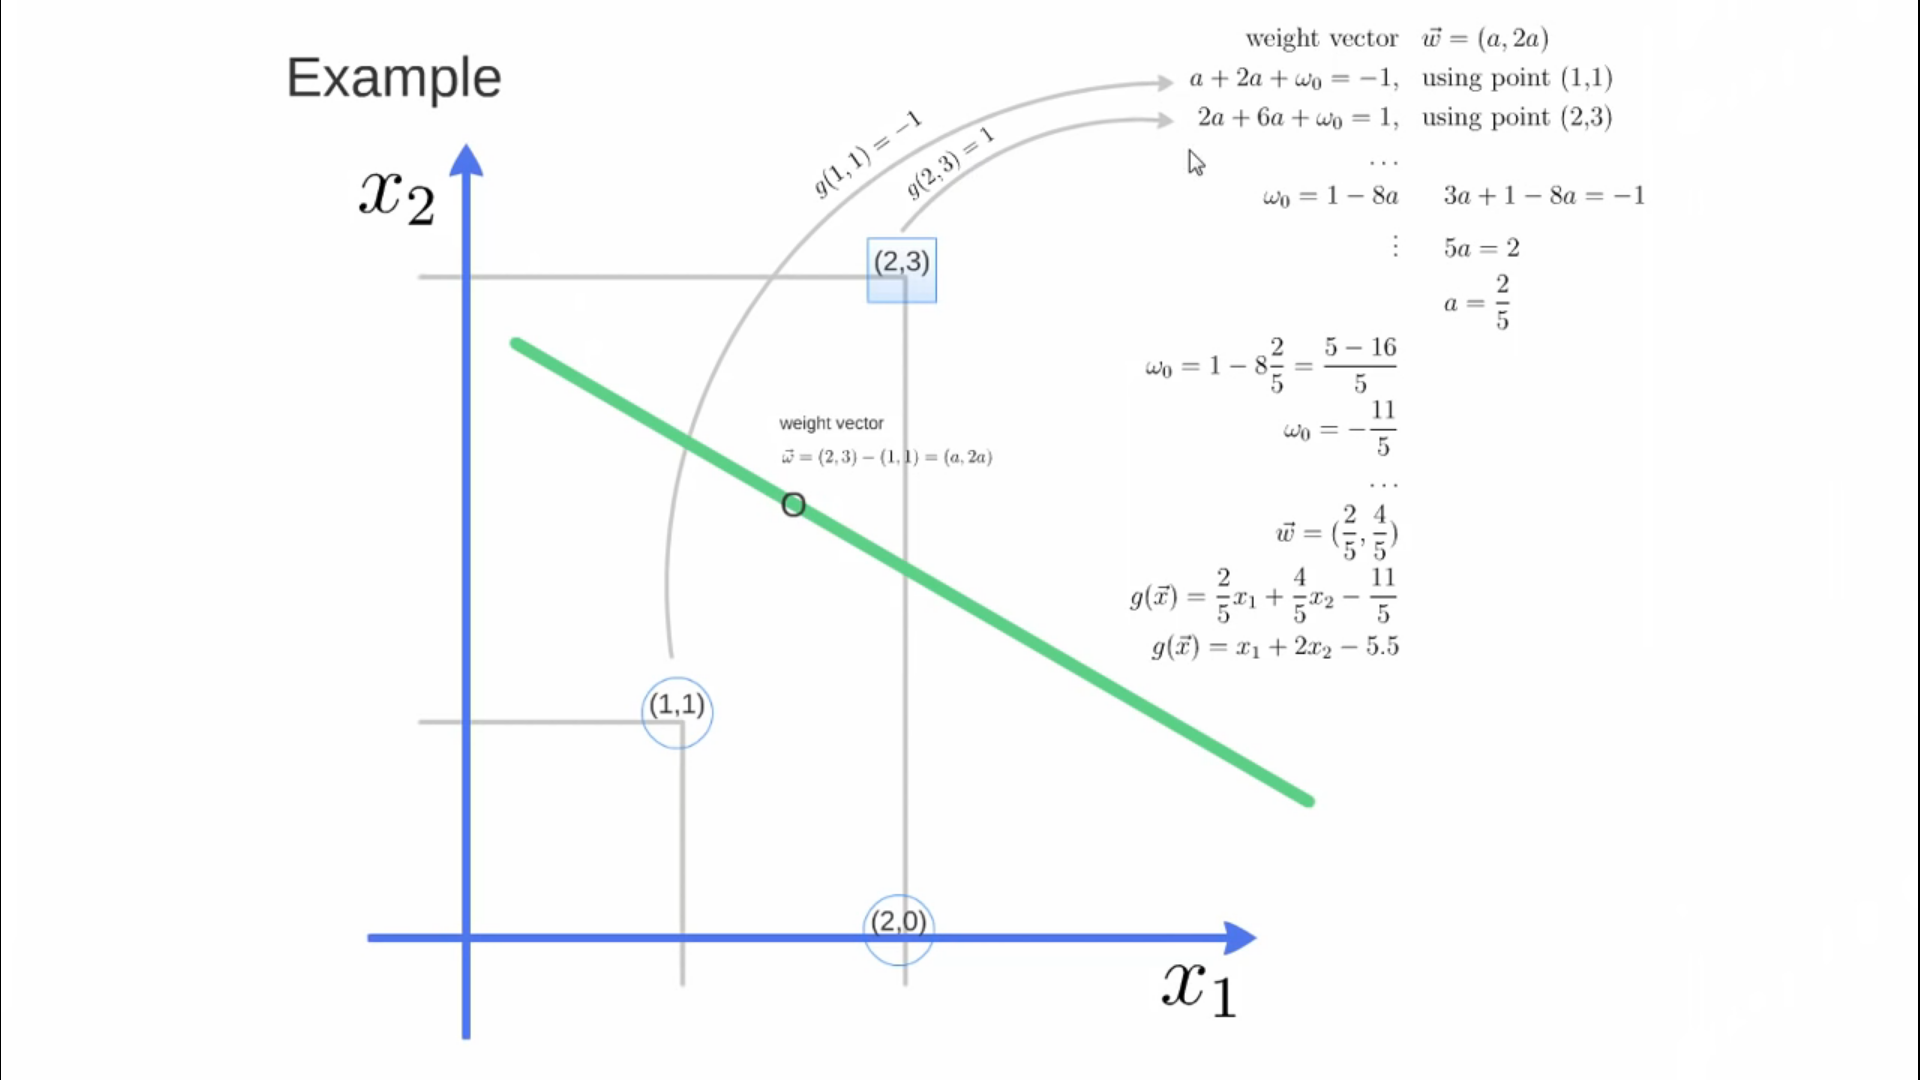 Example
x₂
g(1, 1) = −1
g(2, 3) = 1
(2,3)
weight vector
ω⃗ = (2, 3) − (1, 1) = (a, 2a)
O
(1,1)
(2,0)
x₁
weight vector w⃗ = (a, 2a)
a + 2a + ω₀ = −1, using point (1,1)
2a + 6a + ω₀ = 1, using point (2,3)
...
ω₀ = 1 − 8a 3a + 1 − 8a = −1
⋮ 5a = 2
a = 2/5
ω₀ = 1 − 8 2/5 = (5 − 16)/5
ω₀ = − 11/5
...
w⃗ = (2/5, 4/5)
g(x⃗) = 2/5 x₁ + 4/5 x₂ − 11/5
g(x⃗) = x₁ + 2x₂ − 5.5